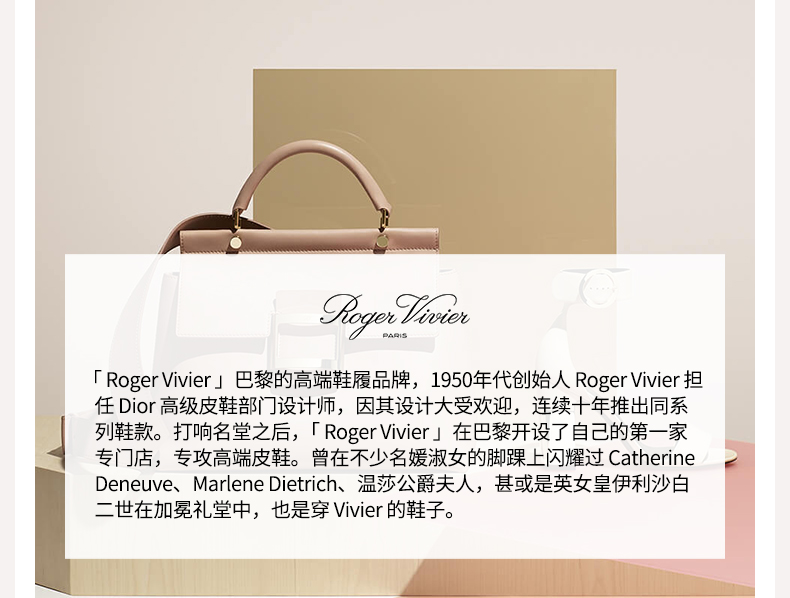 Roger Vivier
PARIS
「 Roger Vivier 」巴黎的高端鞋履品牌，1950年代创始人 Roger Vivier 担
任 Dior 高级皮鞋部门设计师，因其设计大受欢迎，连续十年推出同系
列鞋款。打响名堂之后，「 Roger Vivier 」在巴黎开设了自己的第一家
专门店，专攻高端皮鞋。曾在不少名媛淑女的脚踝上闪耀过 Catherine
Deneuve、Marlene Dietrich、温莎公爵夫人，甚或是英女皇伊利沙白
二世在加冕礼堂中，也是穿 Vivier 的鞋子。